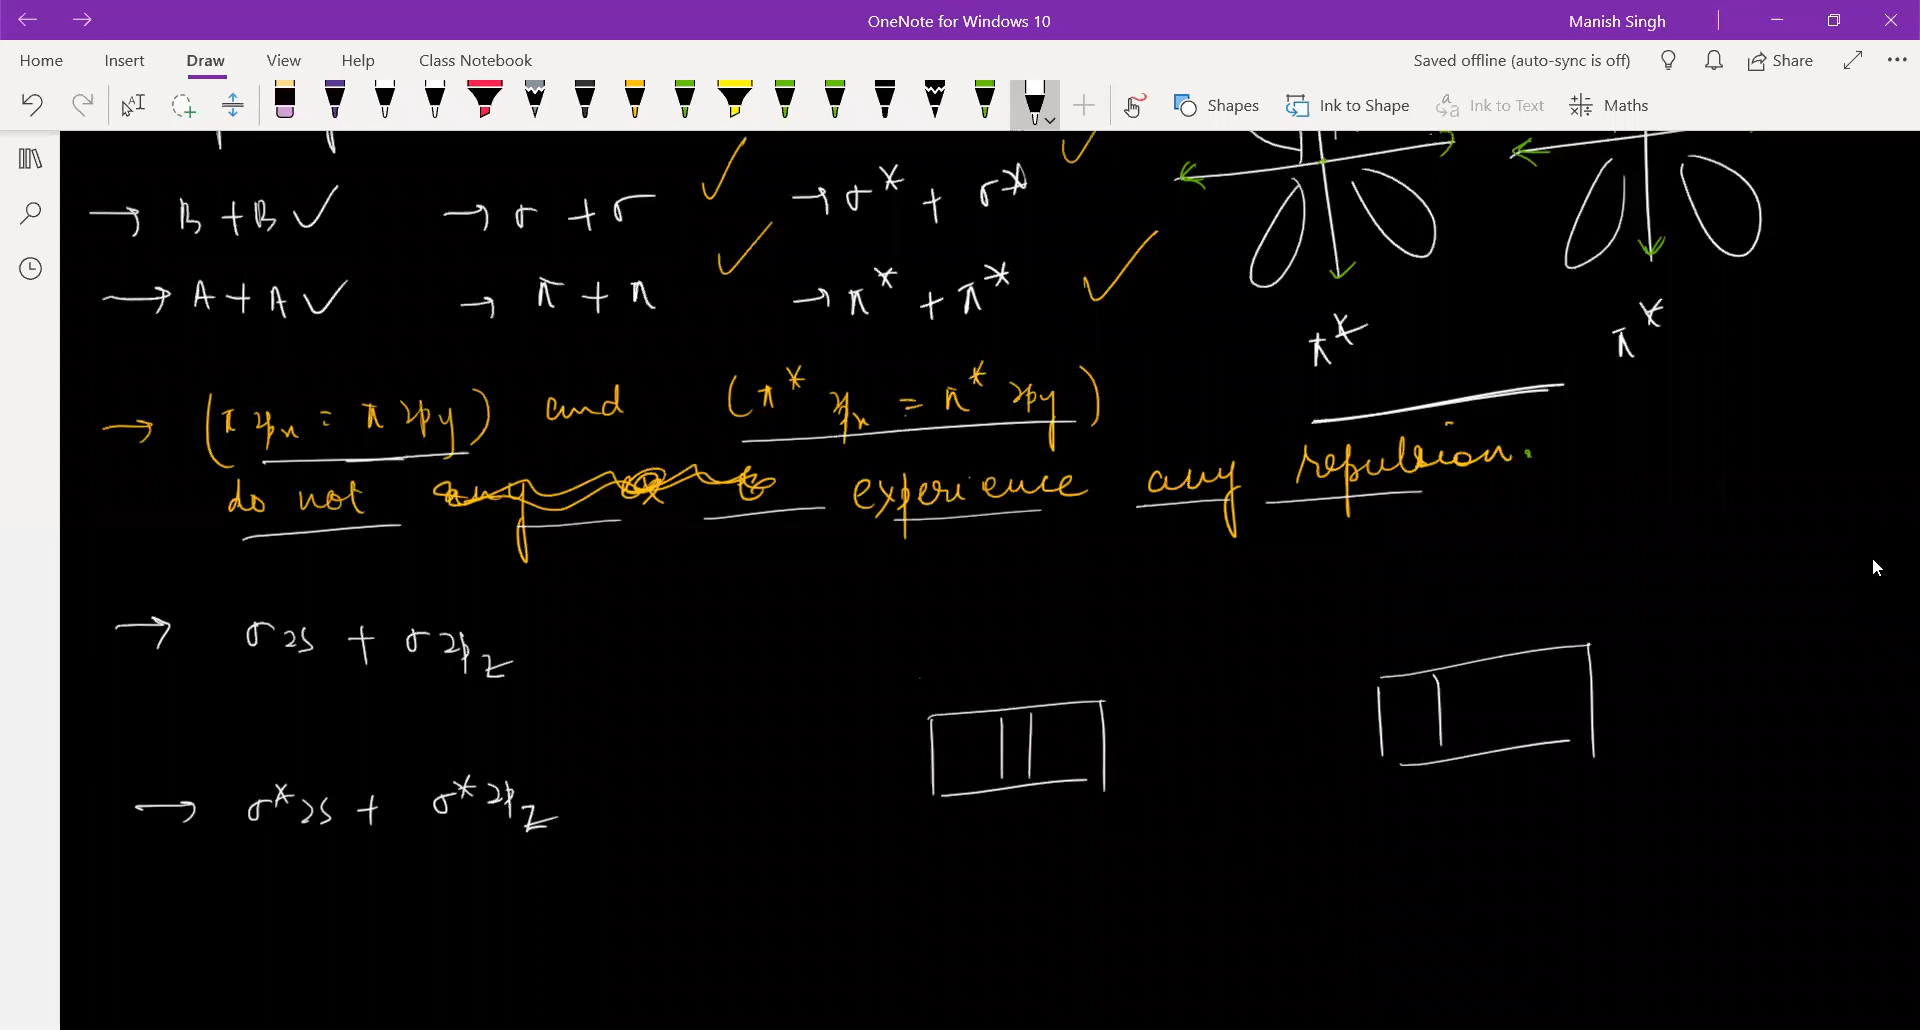 OneNote for Windows 10
Manish Singh
Home Insert Draw View Help Class Notebook
Saved offline (auto-sync is off) Share
Shapes Ink to Shape Ink to Text Maths
→ B + B ✓ → σ + σ ✓ → σ* + σ* ✓
→ A + A ✓ → π + π ✓ → π* + π* ✓
π* π*
→ (π 2px = π 2py) and (π* 2px = π* 2py)
do not experience any repulsion.
→ σ2s + σ2pz
→ σ*2s + σ*2pz